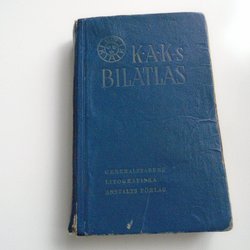 K·A·K·s
BILATLAS
GENERALSTABENS
LITOGRAFISKA
ANSTALTS FÖRLAG